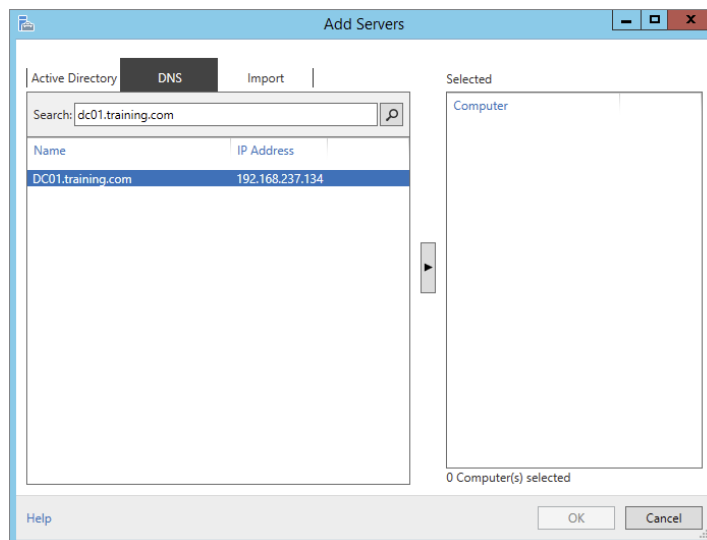 Add Servers
Active Directory DNS Import
Search: dc01.training.com
Name IP Address
DC01.training.com 192.168.237.134
Selected
Computer
0 Computer(s) selected
Help OK Cancel